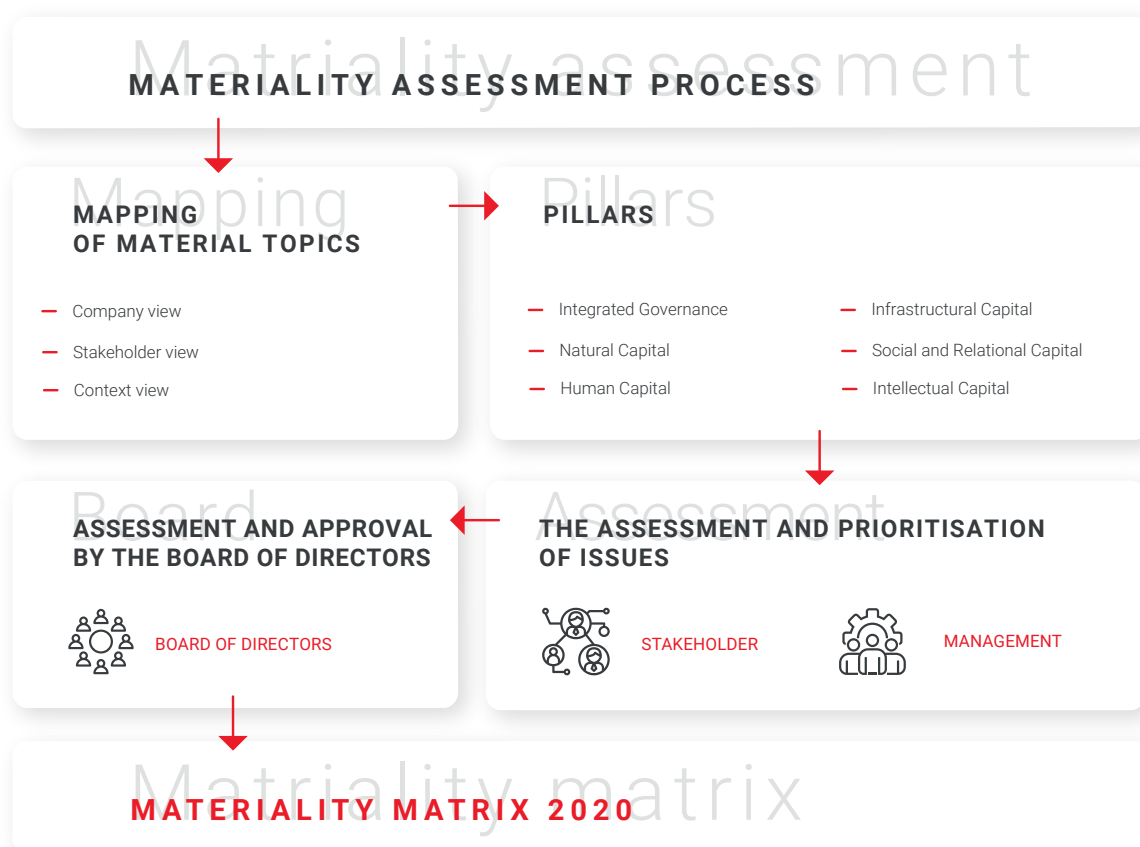 Matriality assessment
MATERIALITY ASSESSMENT PROCESS
Mapping
MAPPING
OF MATERIAL TOPICS
Company view
Stakeholder view
Context view
Pillars
PILLARS
Integrated Governance
Natural Capital
Human Capital
Infrastructural Capital
Social and Relational Capital
Intellectual Capital
Assessment
THE ASSESSMENT AND PRIORITISATION
OF ISSUES
STAKEHOLDER
MANAGEMENT
Board
ASSESSMENT AND APPROVAL
BY THE BOARD OF DIRECTORS
BOARD OF DIRECTORS
Matriality matrix
MATERIALITY MATRIX 2020